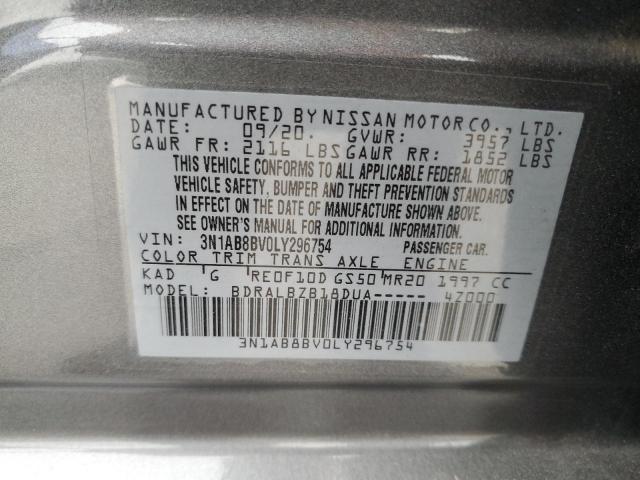 MANUFACTURED BY NISSAN MOTOR CO., LTD.
DATE: 09/20. GVWR: 3957 LBS
GAWR FR: 2116 LBS GAWR RR: 1852 LBS
THIS VEHICLE CONFORMS TO ALL APPLICABLE FEDERAL MOTOR
VEHICLE SAFETY, BUMPER AND THEFT PREVENTION STANDARDS
IN EFFECT ON THE DATE OF MANUFACTURE SHOWN ABOVE.
SEE OWNER'S MANUAL FOR ADDITIONAL INFORMATION.
VIN: 3N1AB8BV0LY296754 PASSENGER CAR.
COLOR TRIM TRANS AXLE ENGINE
KAD G RE0F10D GS50 MR20 1997 CC
MODEL: BDRALBZB18DUA----- 4Z000
3N1AB8BV0LY296754